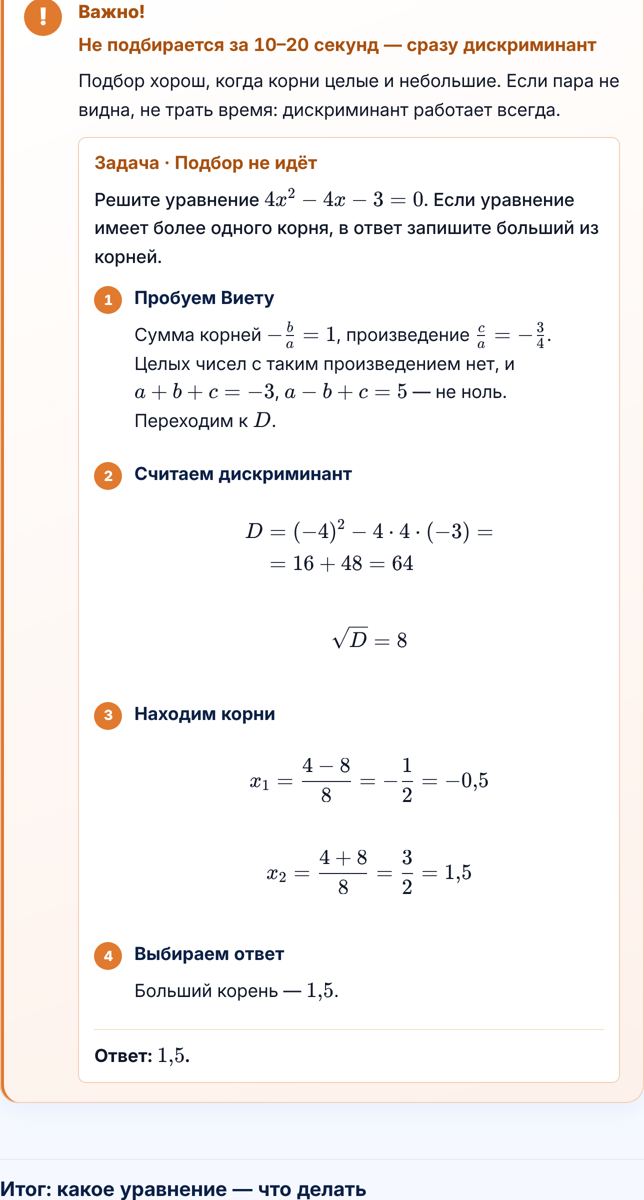 !
Важно!
Не подбирается за 10–20 секунд — сразу дискриминант
Подбор хорош, когда корни целые и небольшие. Если пара не
видна, не трать время: дискриминант работает всегда.
Задача · Подбор не идёт
Решите уравнение 4x² − 4x − 3 = 0. Если уравнение
имеет более одного корня, в ответ запишите больший из
корней.
1 Пробуем Виету
Сумма корней −b/a = 1, произведение c/a = −3/4.
Целых чисел с таким произведением нет, и
a + b + c = −3, a − b + c = 5 — не ноль.
Переходим к D.
2 Считаем дискриминант
D = (−4)² − 4 · 4 · (−3) =
= 16 + 48 = 64
√D = 8
3 Находим корни
x₁ = (4 − 8)/8 = −1/2 = −0,5
x₂ = (4 + 8)/8 = 3/2 = 1,5
4 Выбираем ответ
Больший корень — 1,5.
Ответ: 1,5.
Итог: какое уравнение — что делать